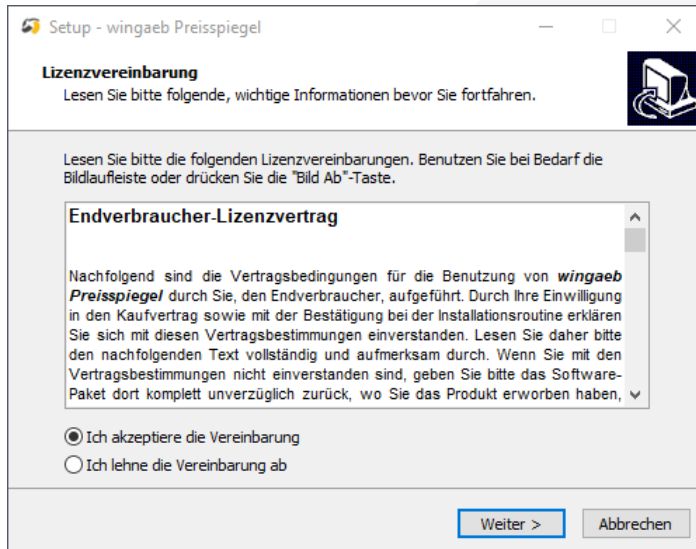 Setup - wingaeb Preisspiegel
Lizenzvereinbarung
Lesen Sie bitte folgende, wichtige Informationen bevor Sie fortfahren.
Lesen Sie bitte die folgenden Lizenzvereinbarungen. Benutzen Sie bei Bedarf die
Bildlaufleiste oder drücken Sie die "Bild Ab"-Taste.
Endverbraucher-Lizenzvertrag
Nachfolgend sind die Vertragsbedingungen für die Benutzung von wingaeb
Preisspiegel durch Sie, den Endverbraucher, aufgeführt. Durch Ihre Einwilligung
in den Kaufvertrag sowie mit der Bestätigung bei der Installationsroutine erklären
Sie sich mit diesen Vertragsbestimmungen einverstanden. Lesen Sie daher bitte
den nachfolgenden Text vollständig und aufmerksam durch. Wenn Sie mit den
Vertragsbestimmungen nicht einverstanden sind, geben Sie bitte das Software-
Paket dort komplett unverzüglich zurück, wo Sie das Produkt erworben haben,
Ich akzeptiere die Vereinbarung
Ich lehne die Vereinbarung ab
Weiter >
Abbrechen